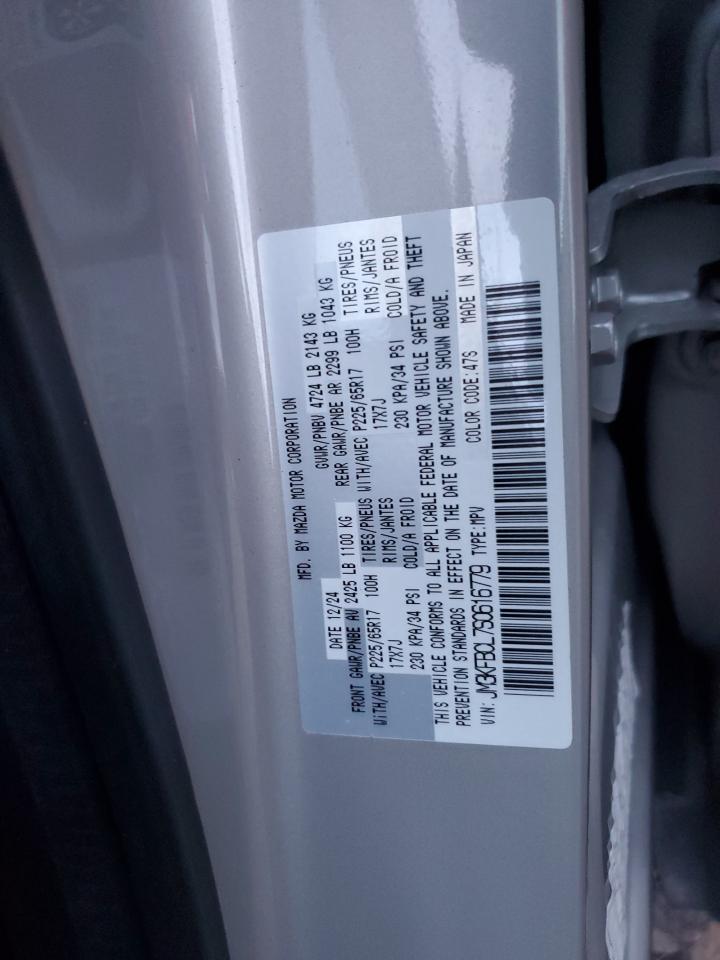 MFD. BY MAZDA MOTOR CORPORATION
DATE 12/24 GVWR/PNBV 4724 LB 2143 KG
FRONT GAWR/PNBE AV 2425 LB 1100 KG REAR GAWR/PNBE AR 2299 LB 1043 KG
WITH/AVEC P225/65R17 100H TIRES/PNEUS WITH/AVEC P225/65R17 100H TIRES/PNEUS
17X7J RIMS/JANTES 17X7J RIMS/JANTES
230 KPA/34 PSI COLD/A FROID 230 KPA/34 PSI COLD/A FROID
THIS VEHICLE CONFORMS TO ALL APPLICABLE FEDERAL MOTOR VEHICLE SAFETY AND THEFT
PREVENTION STANDARDS IN EFFECT ON THE DATE OF MANUFACTURE SHOWN ABOVE.
VIN: JM3KFBCL7S0616779 TYPE:MPV COLOR CODE:47S MADE IN JAPAN